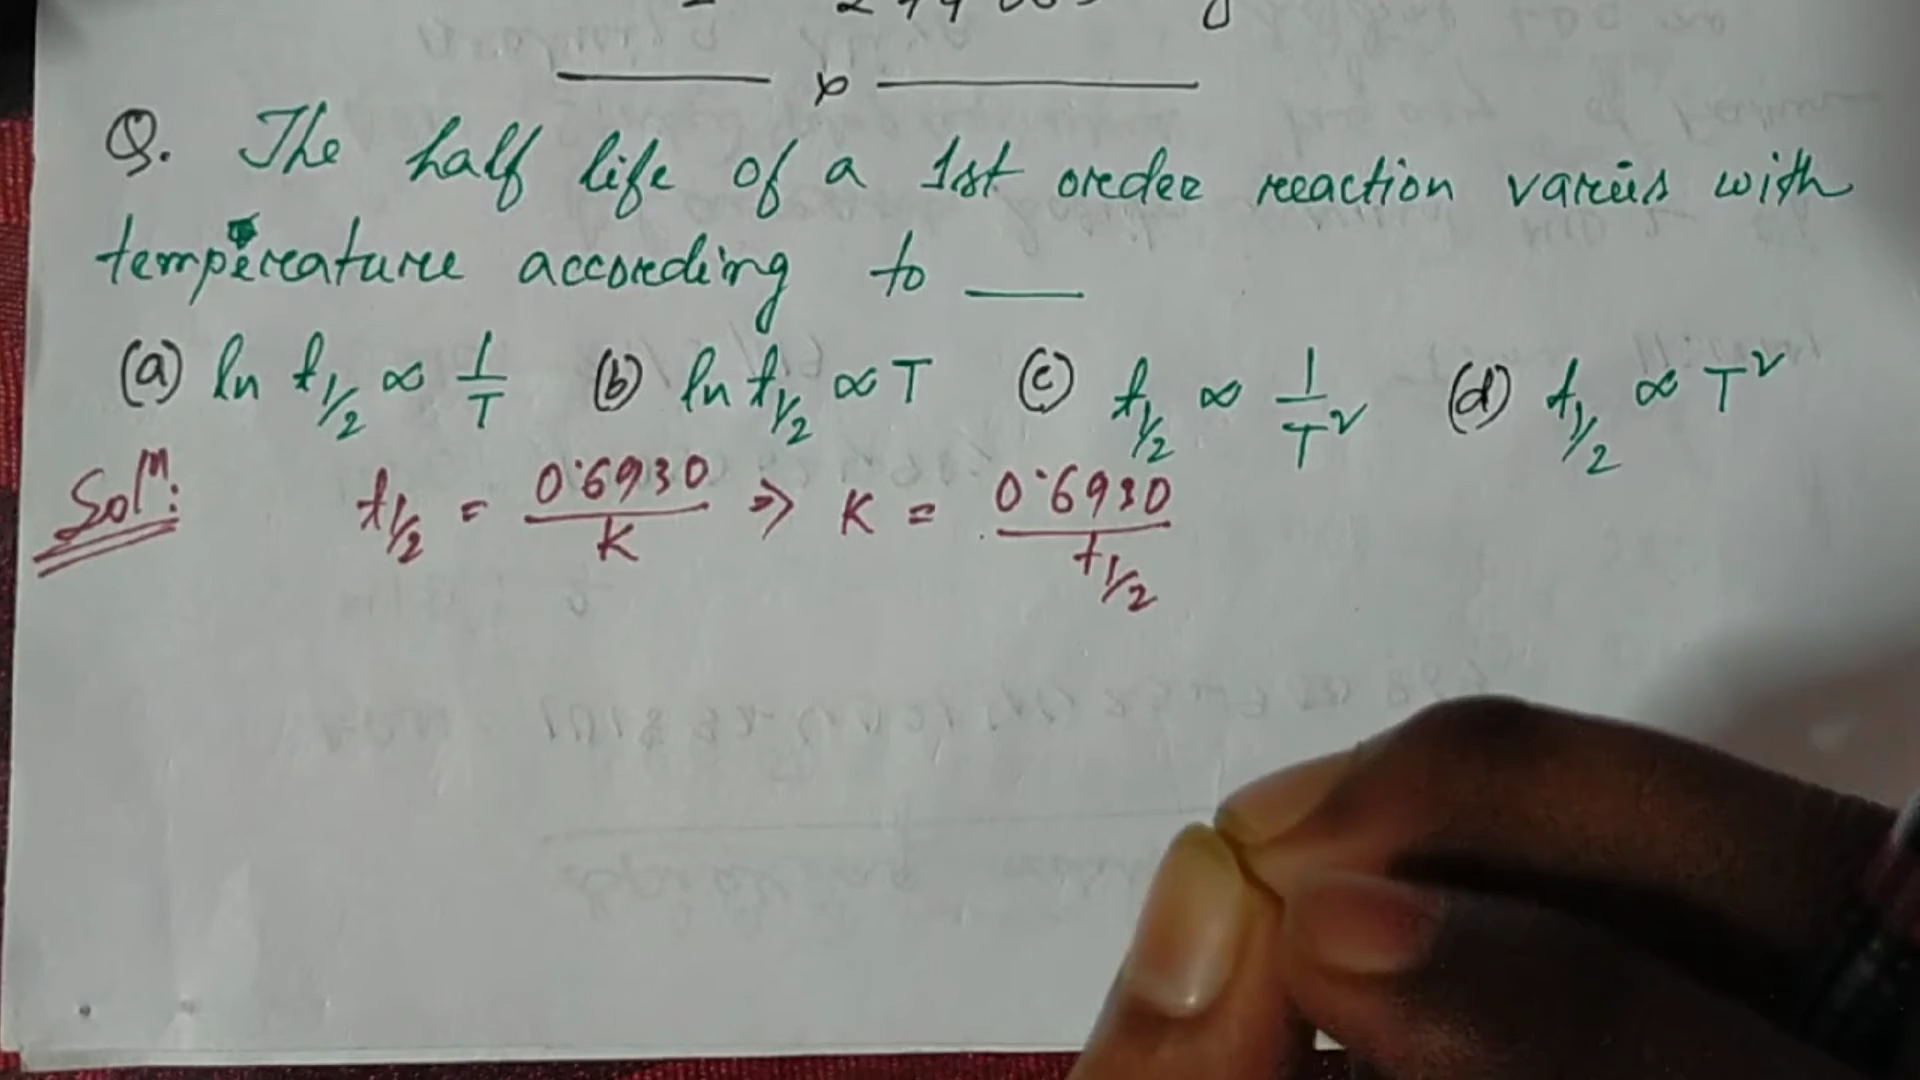 Q. The half life of a 1st order reaction varies with
temperature according to ___
(a) ln t1/2 ∝ 1/T (b) ln t1/2 ∝ T (c) t1/2 ∝ 1/T² (d) t1/2 ∝ T²
Solⁿ: t1/2 = 0.6930/K ⇒ K = 0.6930/t1/2